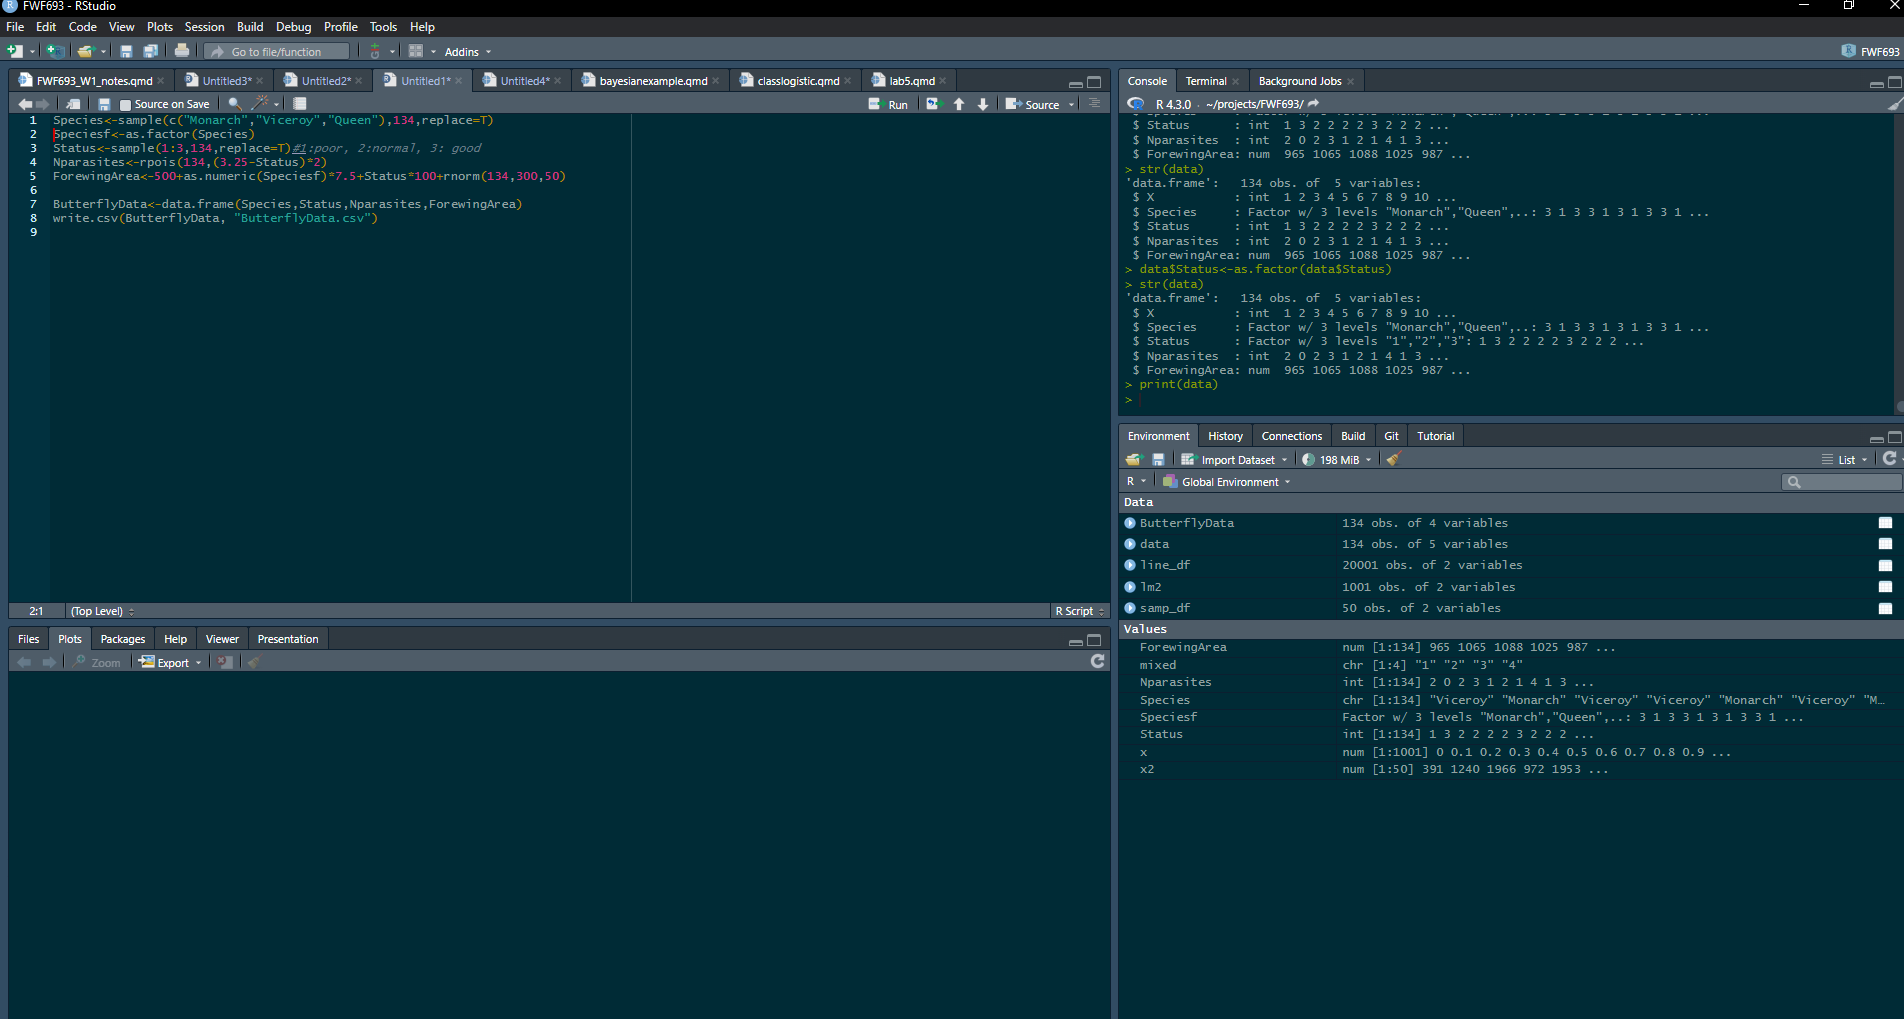 FWF693 - RStudio
File Edit Code View Plots Session Build Debug Profile Tools Help
Go to file/function Addins FWF693
FWF693_W1_notes.qmd Untitled3* Untitled2* Untitled1* Untitled4* bayesianexample.qmd classlogistic.qmd lab5.qmd
Source on Save Run Source
1 Species<-sample(c("Monarch","Viceroy","Queen"),134,replace=T)
2 Speciesf<-as.factor(Species)
3 Status<-sample(1:3,134,replace=T)#1:poor, 2:normal, 3: good
4 Nparasites<-rpois(134,(3.25-Status)*2)
5 ForewingArea<-500+as.numeric(Speciesf)*7.5+Status*100+rnorm(134,300,50)
6
7 ButterflyData<-data.frame(Species,Status,Nparasites,ForewingArea)
8 write.csv(ButterflyData, "ButterflyData.csv")
9
2:1 (Top Level) R Script
Files Plots Packages Help Viewer Presentation
Zoom Export
Console Terminal Background Jobs
R 4.3.0 · ~/projects/FWF693/
$ Status : int 1 3 2 2 2 2 3 2 2 2 ...
$ Nparasites : int 2 0 2 3 1 2 1 4 1 3 ...
$ ForewingArea: num 965 1065 1088 1025 987 ...
> str(data)
'data.frame': 134 obs. of 5 variables:
$ X : int 1 2 3 4 5 6 7 8 9 10 ...
$ Species : Factor w/ 3 levels "Monarch","Queen",..: 3 1 3 3 1 3 1 3 3 1 ...
$ Status : int 1 3 2 2 2 2 3 2 2 2 ...
$ Nparasites : int 2 0 2 3 1 2 1 4 1 3 ...
$ ForewingArea: num 965 1065 1088 1025 987 ...
> data$Status<-as.factor(data$Status)
> str(data)
'data.frame': 134 obs. of 5 variables:
$ X : int 1 2 3 4 5 6 7 8 9 10 ...
$ Species : Factor w/ 3 levels "Monarch","Queen",..: 3 1 3 3 1 3 1 3 3 1 ...
$ Status : Factor w/ 3 levels "1","2","3": 1 3 2 2 2 2 3 2 2 2 ...
$ Nparasites : int 2 0 2 3 1 2 1 4 1 3 ...
$ ForewingArea: num 965 1065 1088 1025 987 ...
> print(data)
>
Environment History Connections Build Git Tutorial
Import Dataset 198 MiB List
R Global Environment
Data
ButterflyData 134 obs. of 4 variables
data 134 obs. of 5 variables
line_df 20001 obs. of 2 variables
lm2 1001 obs. of 2 variables
samp_df 50 obs. of 2 variables
Values
ForewingArea num [1:134] 965 1065 1088 1025 987 ...
mixed chr [1:4] "1" "2" "3" "4"
Nparasites int [1:134] 2 0 2 3 1 2 1 4 1 3 ...
Species chr [1:134] "Viceroy" "Monarch" "Viceroy" "Viceroy" "Monarch" "Viceroy" "M…
Speciesf Factor w/ 3 levels "Monarch","Queen",..: 3 1 3 3 1 3 1 3 3 1 ...
Status int [1:134] 1 3 2 2 2 2 3 2 2 2 ...
x num [1:1001] 0 0.1 0.2 0.3 0.4 0.5 0.6 0.7 0.8 0.9 ...
x2 num [1:50] 391 1240 1966 972 1953 ...